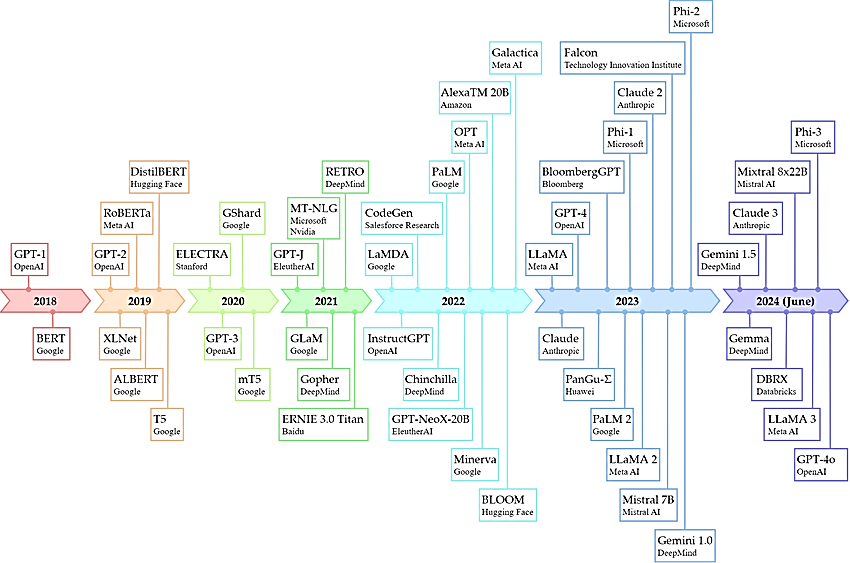 Phi-2
Microsoft
Galactica
Meta AI
Falcon
Technology Innovation Institute
AlexaTM 20B
Amazon
Claude 2
Anthropic
OPT
Meta AI
Phi-1
Microsoft
Phi-3
Microsoft
DistilBERT
Hugging Face
RETRO
DeepMind
PaLM
Google
BloombergGPT
Bloomberg
Mixtral 8x22B
Mistral AI
RoBERTa
Meta AI
GShard
Google
MT-NLG
Microsoft
Nvidia
CodeGen
Salesforce Research
GPT-4
OpenAI
Claude 3
Anthropic
GPT-1
OpenAI
GPT-2
OpenAI
ELECTRA
Stanford
GPT-J
EleutherAI
LaMDA
Google
LLaMA
Meta AI
Gemini 1.5
DeepMind
2018
2019
2020
2021
2022
2023
2024 (June)
BERT
Google
XLNet
Google
GPT-3
OpenAI
GLaM
Google
InstructGPT
OpenAI
Claude
Anthropic
Gemma
DeepMind
ALBERT
Google
mT5
Google
Gopher
DeepMind
Chinchilla
DeepMind
PanGu-Σ
Huawei
DBRX
Databricks
T5
Google
ERNIE 3.0 Titan
Baidu
GPT-NeoX-20B
EleutherAI
PaLM 2
Google
LLaMA 3
Meta AI
Minerva
Google
LLaMA 2
Meta AI
GPT-4o
OpenAI
BLOOM
Hugging Face
Mistral 7B
Mistral AI
Gemini 1.0
DeepMind